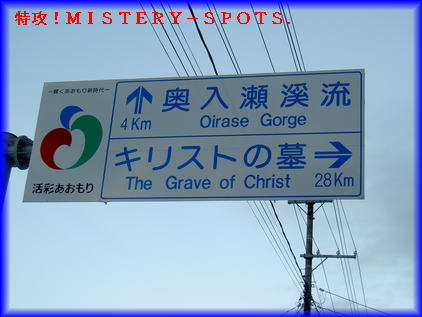 特攻！ＭＩＳＴＥＲＹ－ＳＰＯＴＳ．
－輝くあおもり新時代－
活彩あおもり
奥入瀬溪流
4Km Oirase Gorge
キリストの墓
The Grave of Christ 28Km